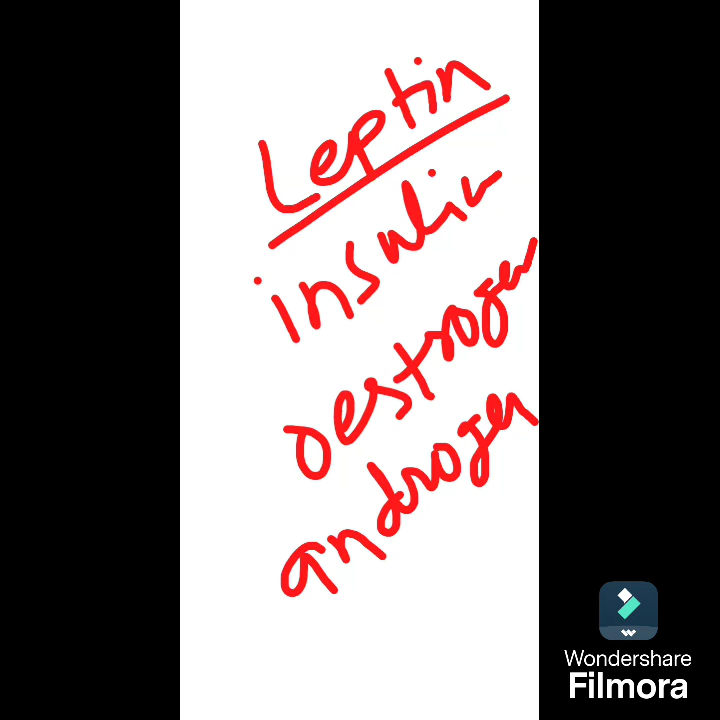 Leptin
insulin
oestrogen
androgen
Wondershare
Filmora